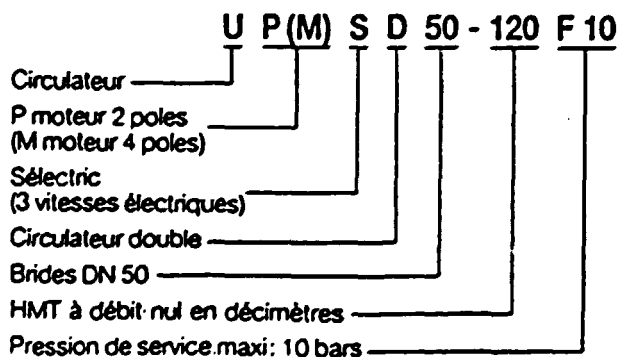 U P(M) S D 50 - 120 F 10
Circulateur
P moteur 2 poles
(M moteur 4 poles)
Sélectric
(3 vitesses électriques)
Circulateur double
Brides DN 50
HMT à débit nul en décimètres
Pression de service maxi: 10 bars